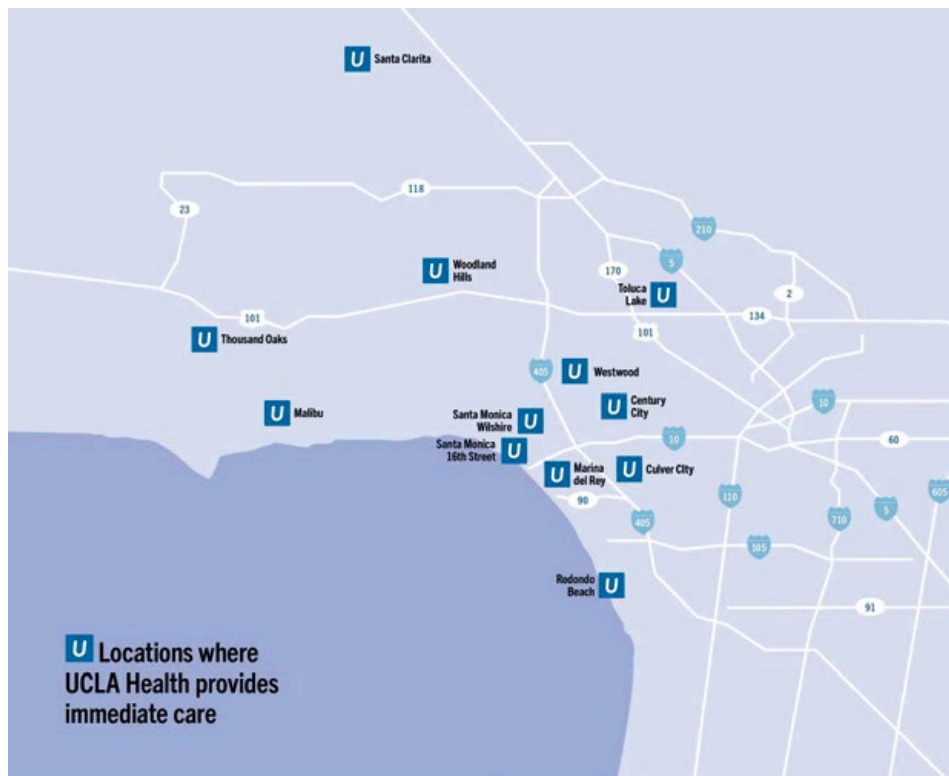 U Santa Clarita
118
23
210
U Woodland
Hills
5
170
Toluca
Lake U
2
101
134
101
U Thousand Oaks
405
U Westwood
U Malibu
U Century
City
10
Santa Monica
Wilshire U
Santa Monica
16th Street U
10
60
U Marina
del Rey
U Culver CIty
90
110
605
5
405
710
105
Redondo
Beach U
91
U Locations where
UCLA Health provides
immediate care